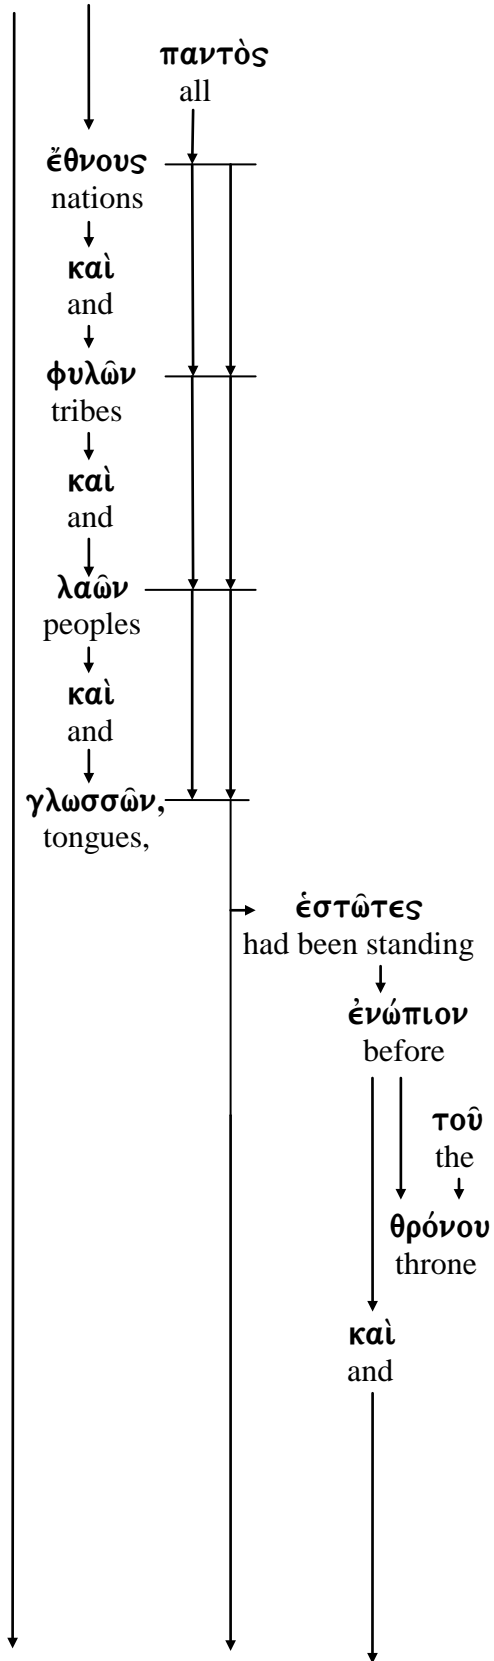 παντὸς
all
ἔθνους
nations
καὶ
and
φυλῶν
tribes
καὶ
and
λαῶν
peoples
καὶ
and
γλωσσῶν,
tongues,
ἑστῶτες
had been standing
ἐνώπιον
before
τοῦ
the
θρόνου
throne
καὶ
and